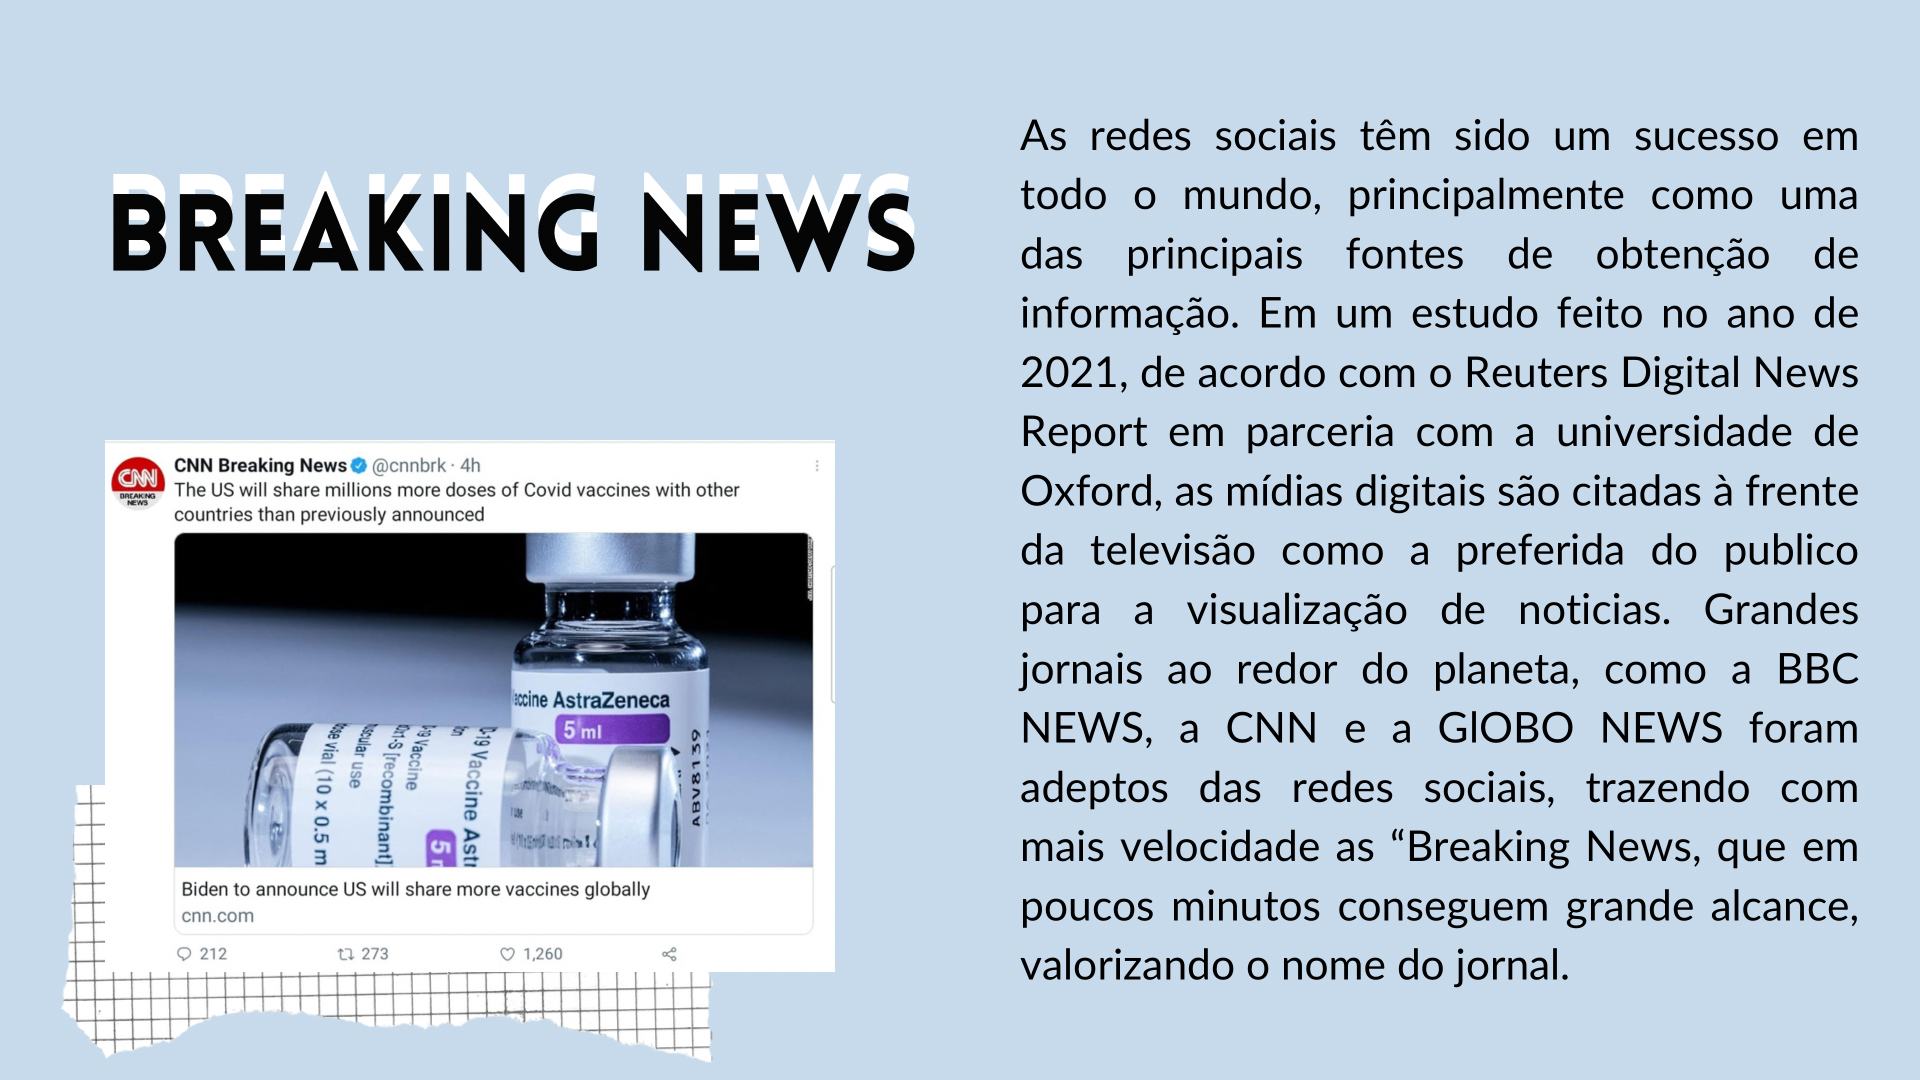 BREAKING NEWS
As redes sociais têm sido um sucesso em
todo o mundo, principalmente como uma
das principais fontes de obtenção de
informação. Em um estudo feito no ano de
2021, de acordo com o Reuters Digital News
Report em parceria com a universidade de
Oxford, as mídias digitais são citadas à frente
da televisão como a preferida do publico
para a visualização de noticias. Grandes
jornais ao redor do planeta, como a BBC
NEWS, a CNN e a GlOBO NEWS foram
adeptos das redes sociais, trazendo com
mais velocidade as “Breaking News, que em
poucos minutos conseguem grande alcance,
valorizando o nome do jornal.
CNN
BREAKING
NEWS
CNN Breaking News @cnnbrk · 4h
The US will share millions more doses of Covid vaccines with other
countries than previously announced
accine AstraZeneca
5 ml
ABV8139
D-19 Vaccine Astr
19 Vaccine
Ox1-S [recombinant]
scular use
ose vial (10 x 0.5 m
5 m
Biden to announce US will share more vaccines globally
cnn.com
212 273 1,260